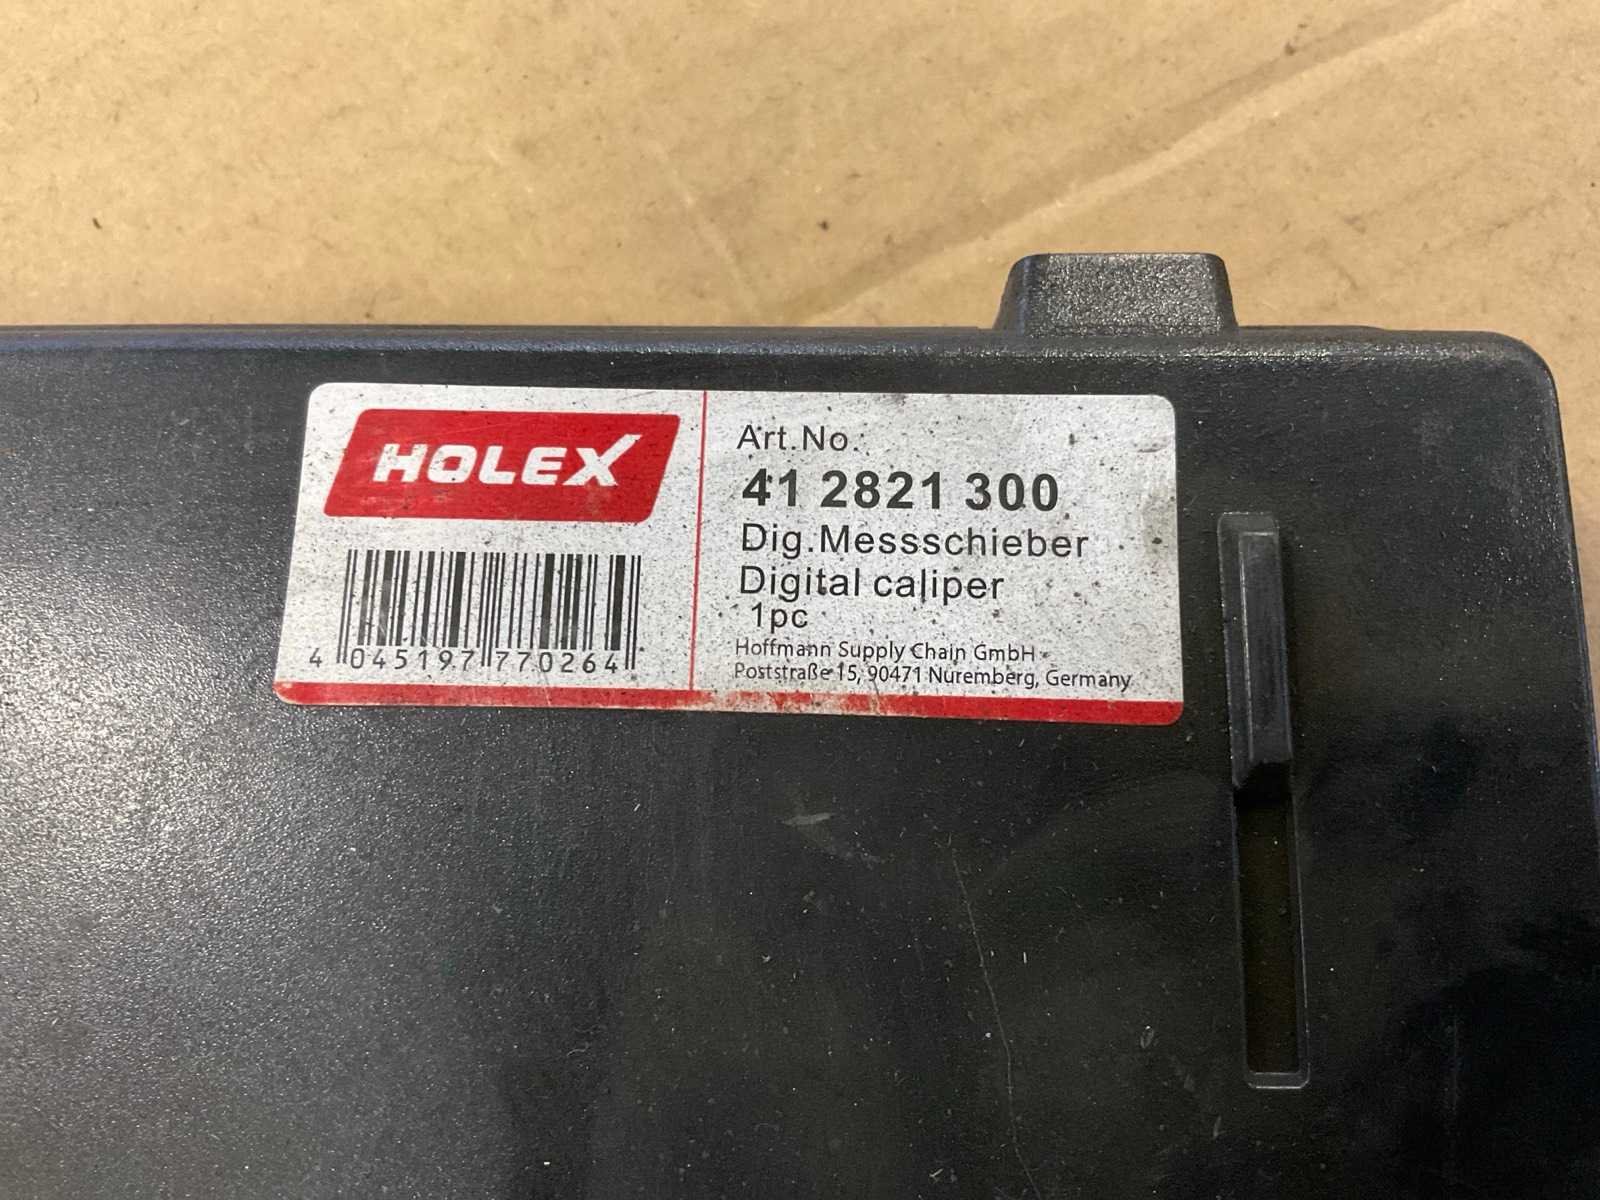 HOLEX
4 045197 770264
Art.No.:
41 2821 300
Dig.Messschieber
Digital caliper
1pc
Hoffmann Supply Chain GmbH
Poststraße 15, 90471 Nuremberg, Germany